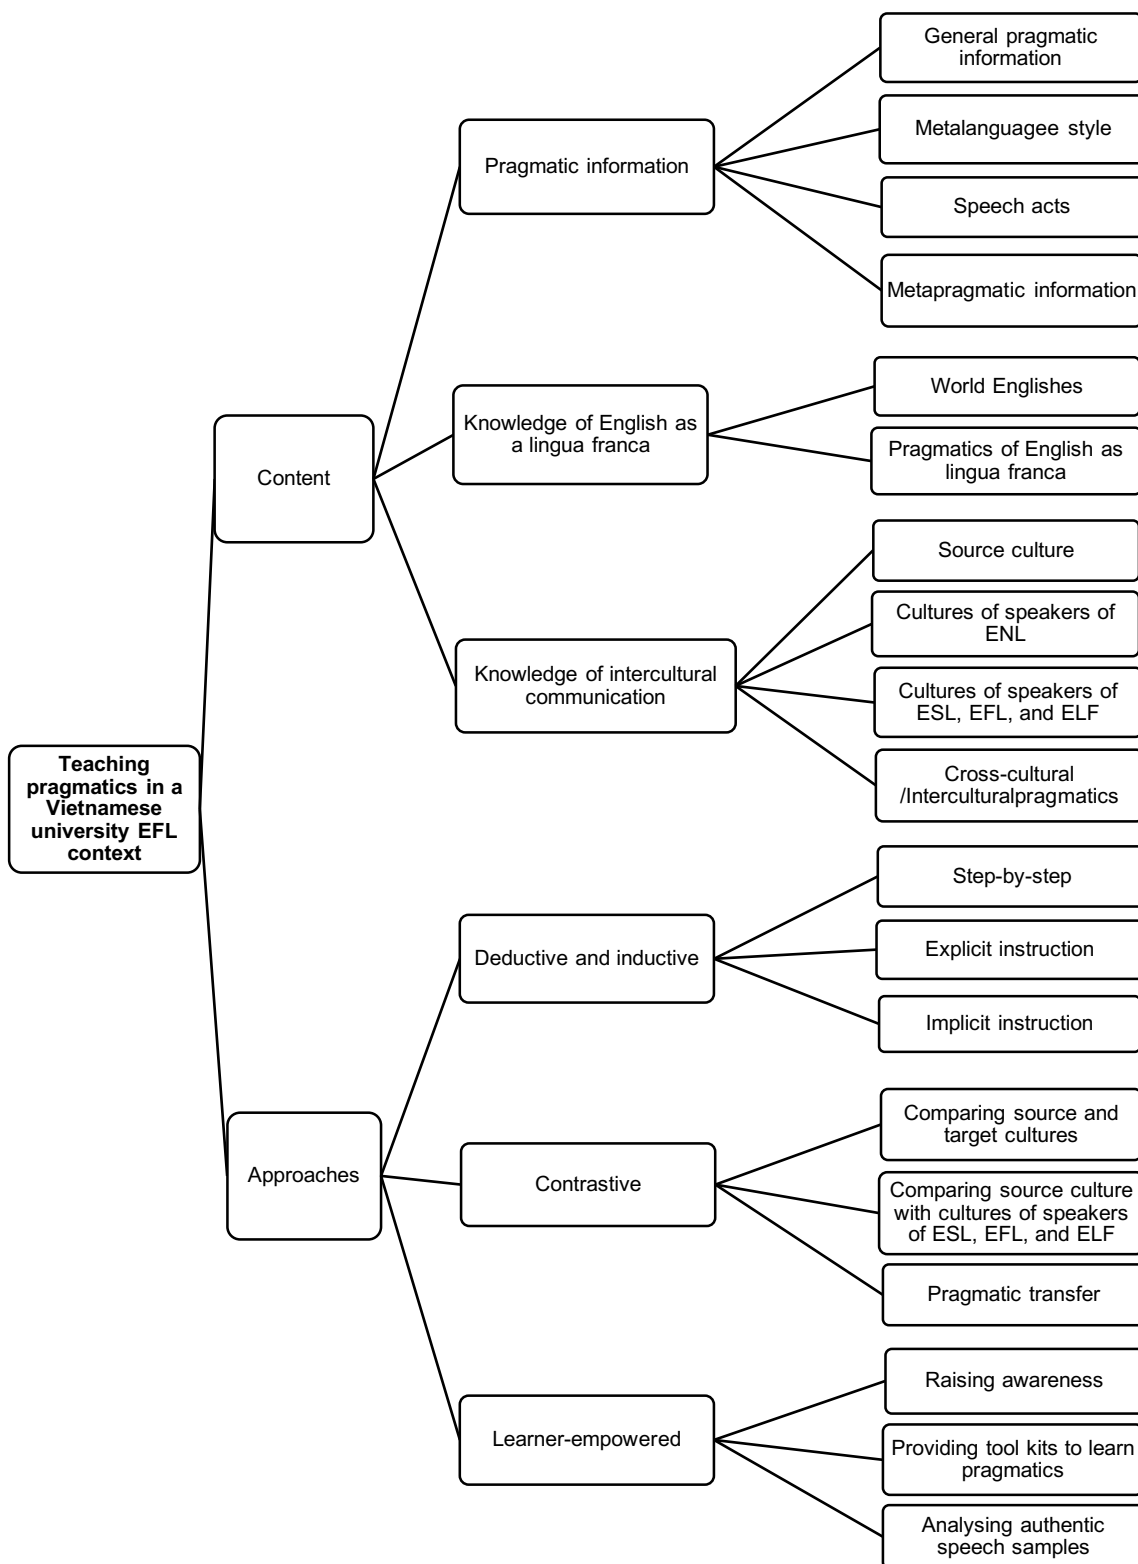 Teaching
pragmatics in a
Vietnamese
university EFL
context
Content
Pragmatic information
General pragmatic
information
Metalanguagee style
Speech acts
Metapragmatic information
Knowledge of English as
a lingua franca
World Englishes
Pragmatics of English as
lingua franca
Knowledge of intercultural
communication
Source culture
Cultures of speakers of
ENL
Cultures of speakers of
ESL, EFL, and ELF
Cross-cultural
/Interculturalpragmatics
Approaches
Deductive and inductive
Step-by-step
Explicit instruction
Implicit instruction
Contrastive
Comparing source and
target cultures
Comparing source culture
with cultures of speakers
of ESL, EFL, and ELF
Pragmatic transfer
Learner-empowered
Raising awareness
Providing tool kits to learn
pragmatics
Analysing authentic
speech samples